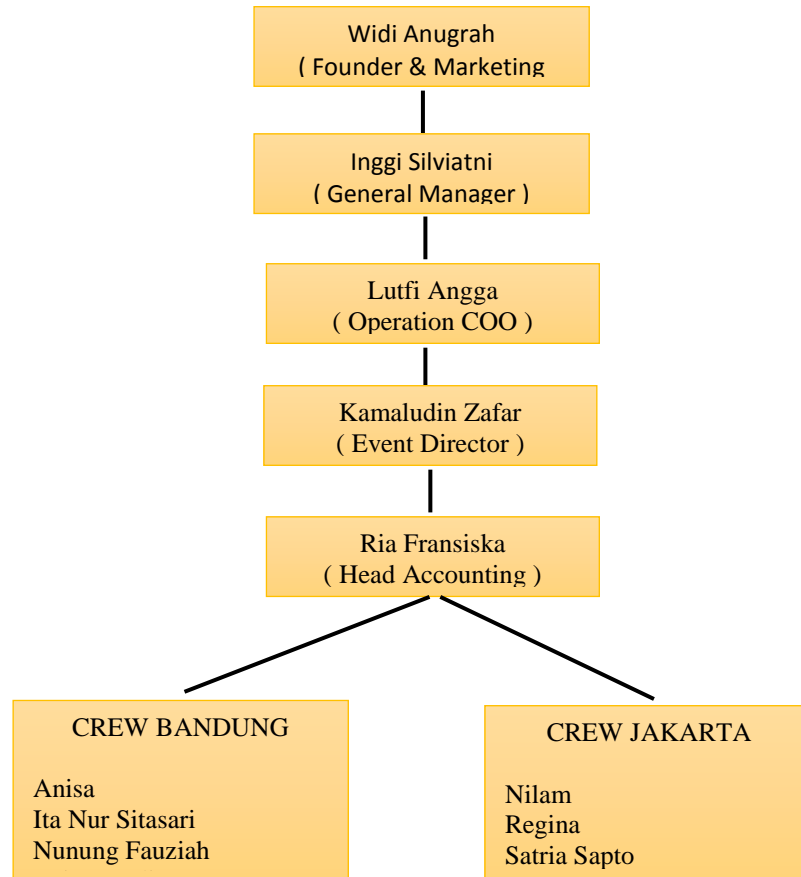 Widi Anugrah
( Founder & Marketing
Inggi Silviatni
( General Manager )
Lutfi Angga
( Operation COO )
Kamaludin Zafar
( Event Director )
Ria Fransiska
( Head Accounting )
CREW BANDUNG
Anisa
Ita Nur Sitasari
Nunung Fauziah
CREW JAKARTA
Nilam
Regina
Satria Sapto